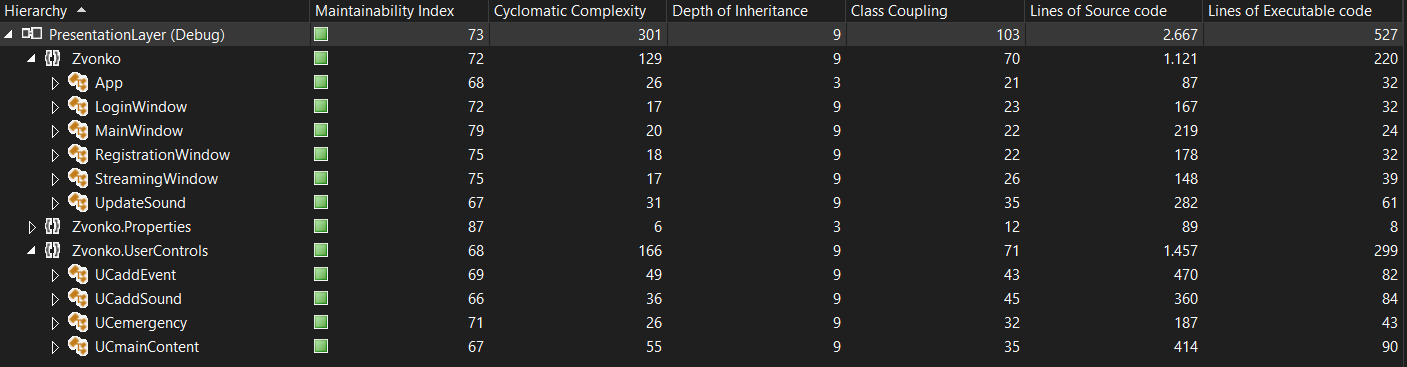 Hierarchy Maintainability Index Cyclomatic Complexity Depth of Inheritance Class Coupling Lines of Source code Lines of Executable code
PresentationLayer (Debug) 73 301 9 103 2.667 527
Zvonko 72 129 9 70 1.121 220
App 68 26 3 21 87 32
LoginWindow 72 17 9 23 167 32
MainWindow 79 20 9 22 219 24
RegistrationWindow 75 18 9 22 178 32
StreamingWindow 75 17 9 26 148 39
UpdateSound 67 31 9 35 282 61
Zvonko.Properties 87 6 3 12 89 8
Zvonko.UserControls 68 166 9 71 1.457 299
UCaddEvent 69 49 9 43 470 82
UCaddSound 66 36 9 45 360 84
UCemergency 71 26 9 32 187 43
UCmainContent 67 55 9 35 414 90